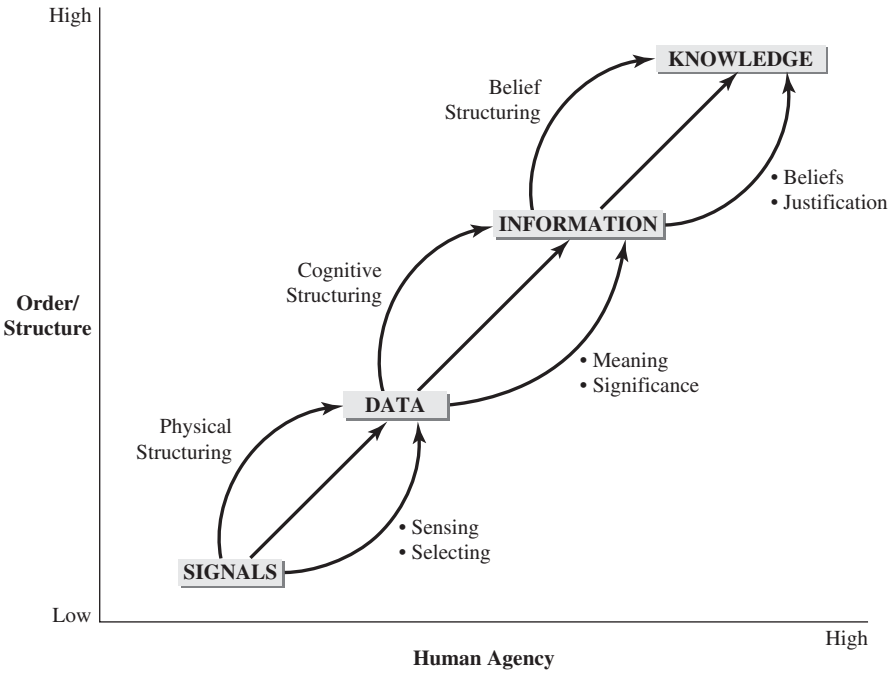 High
KNOWLEDGE
Belief
Structuring
• Beliefs
• Justification
INFORMATION
Cognitive
Structuring
Order/
Structure
• Meaning
• Significance
DATA
Physical
Structuring
• Sensing
• Selecting
SIGNALS
Low
High
Human Agency